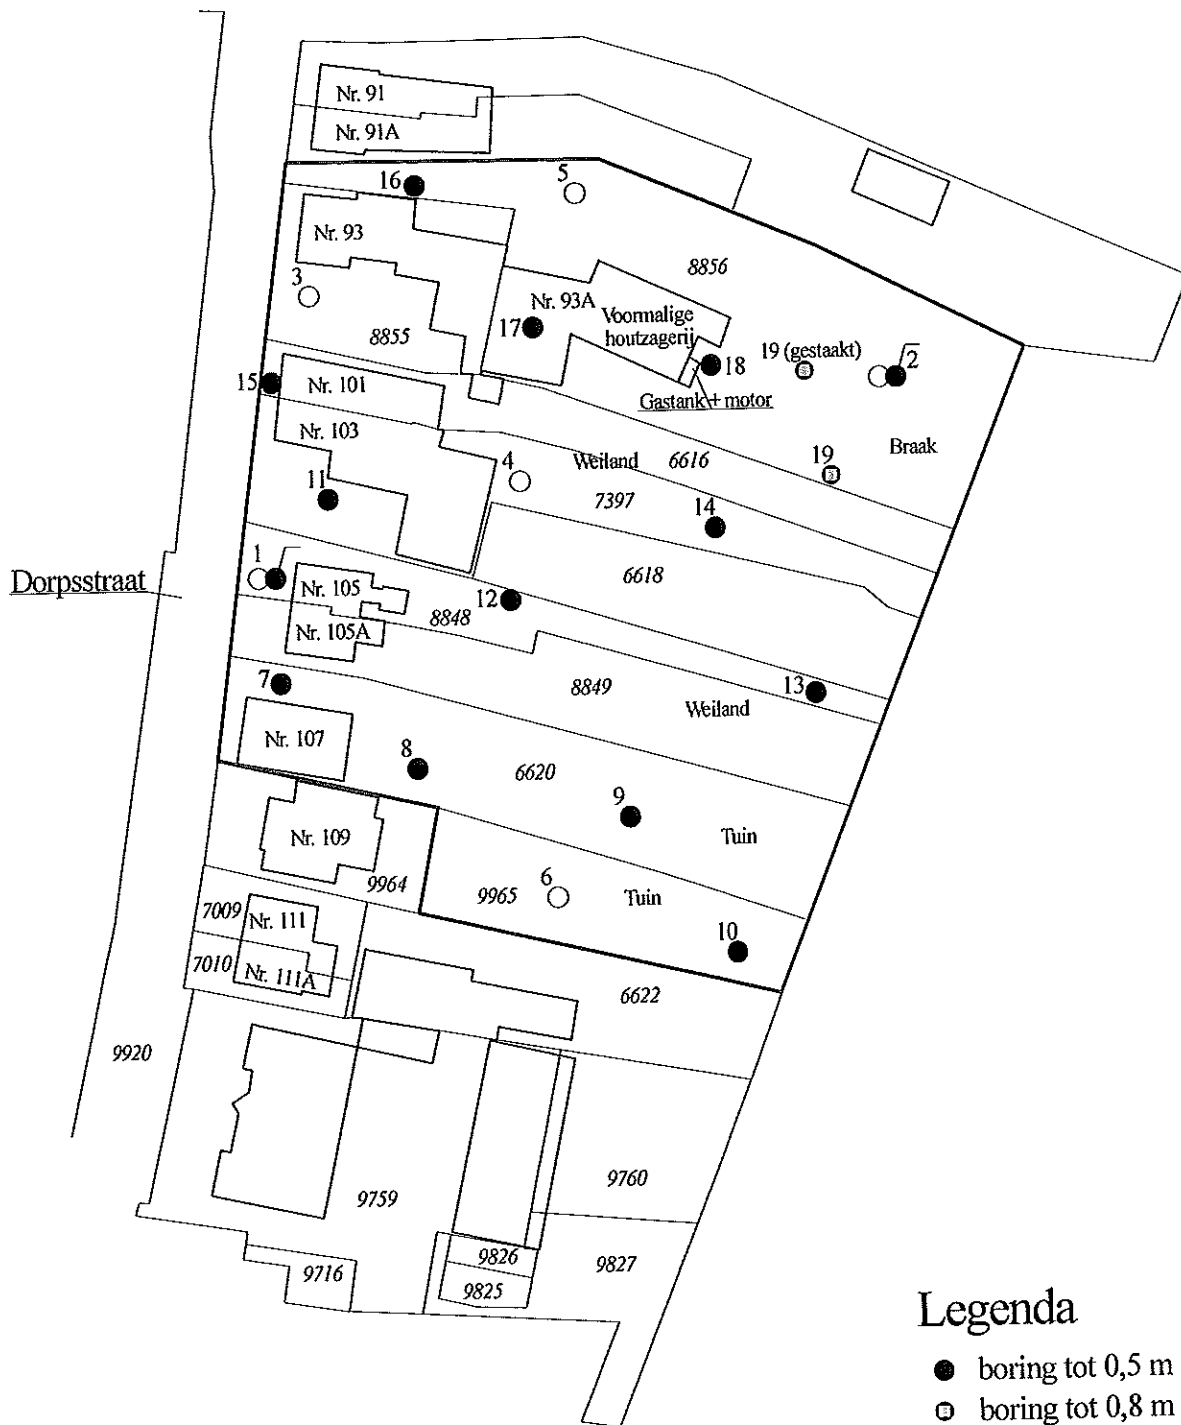 Nr. 91
Nr. 91A
16
5
Nr. 93
8856
3
Nr. 93A
Voormalige
houtzagerij
17
8855
18
19 (gestaakt)
2
15
Nr. 101
Gastank + motor
Nr. 103
Braak
4
Weiland
6616
19
11
7397
14
1
6618
Dorpsstraat
Nr. 105
12
8848
Nr. 105A
7
8849
13
Weiland
Nr. 107
8
6620
9
Tuin
Nr. 109
9964
9965
6
Tuin
7009
Nr. 111
10
7010
Nr. 111A
6622
9920
9760
9759
9826
9827
9716
9825
Legenda
boring tot 0,5 m
boring tot 0,8 m